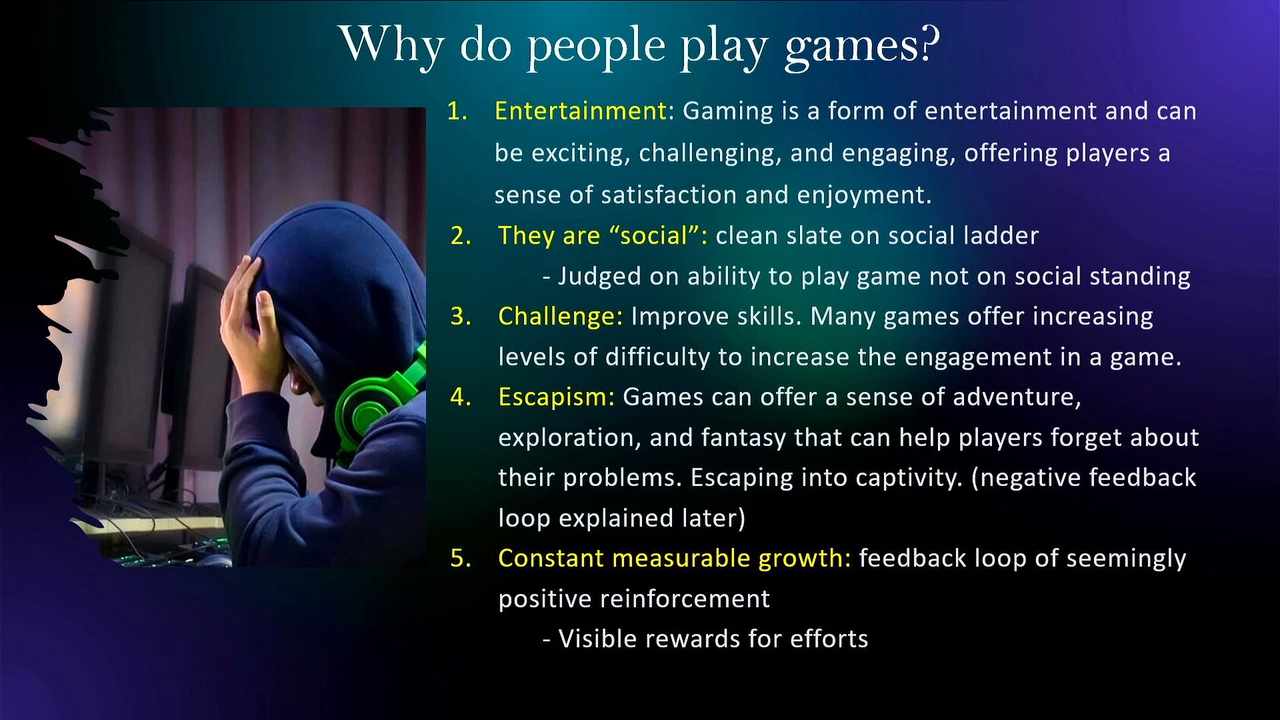 Why do people play games?
1. Entertainment: Gaming is a form of entertainment and can
be exciting, challenging, and engaging, offering players a
sense of satisfaction and enjoyment.
2. They are “social”: clean slate on social ladder
- Judged on ability to play game not on social standing
3. Challenge: Improve skills. Many games offer increasing
levels of difficulty to increase the engagement in a game.
4. Escapism: Games can offer a sense of adventure,
exploration, and fantasy that can help players forget about
their problems. Escaping into captivity. (negative feedback
loop explained later)
5. Constant measurable growth: feedback loop of seemingly
positive reinforcement
- Visible rewards for efforts